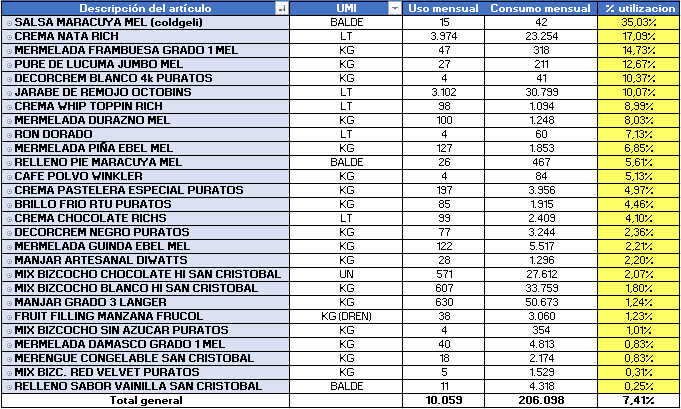 Descripción del artículo UMI Uso mensual Consumo mensual % utilizacion
SALSA MARACUYA MEL (coldgeli) BALDE 15 42 35,03%
CREMA NATA RICH LT 3.974 23.254 17,09%
MERMELADA FRAMBUESA GRADO 1 MEL KG 47 318 14,73%
PURE DE LUCUMA JUMBO MEL KG 27 211 12,67%
DECORCREM BLANCO 4k PURATOS KG 4 41 10,37%
JARABE DE REMOJO OCTOBINS LT 3.102 30.799 10,07%
CREMA WHIP TOPPIN RICH LT 98 1.094 8,99%
MERMELADA DURAZNO MEL KG 100 1.248 8,03%
RON DORADO LT 4 60 7,13%
MERMELADA PIÑA EBEL MEL KG 127 1.853 6,85%
RELLENO PIE MARACUYA MEL BALDE 26 467 5,61%
CAFE POLVO WINKLER KG 4 84 5,13%
CREMA PASTELERA ESPECIAL PURATOS KG 197 3.956 4,97%
BRILLO FRIO RTU PURATOS KG 85 1.915 4,46%
CREMA CHOCOLATE RICHS LT 99 2.409 4,10%
DECORCREM NEGRO PURATOS KG 77 3.244 2,36%
MERMELADA GUINDA EBEL MEL KG 122 5.517 2,21%
MANJAR ARTESANAL DIWATTS KG 28 1.296 2,20%
MIX BIZCOCHO CHOCOLATE HI SAN CRISTOBAL UN 571 27.612 2,07%
MIX BIZCOCHO BLANCO HI SAN CRISTOBAL KG 607 33.759 1,80%
MANJAR GRADO 3 LANGER KG 630 50.673 1,24%
FRUIT FILLING MANZANA FRUCOL KG (DREN) 38 3.060 1,23%
MIX BIZCOCHO SIN AZUCAR PURATOS KG 4 354 1,01%
MERMELADA DAMASCO GRADO 1 MEL KG 40 4.813 0,83%
MERENGUE CONGELABLE SAN CRISTOBAL KG 18 2.174 0,83%
MIX BIZC. RED VELVET PURATOS KG 5 1.529 0,31%
RELLENO SABOR VAINILLA SAN CRISTOBAL BALDE 11 4.318 0,25%
Total general 10.059 206.098 7,41%